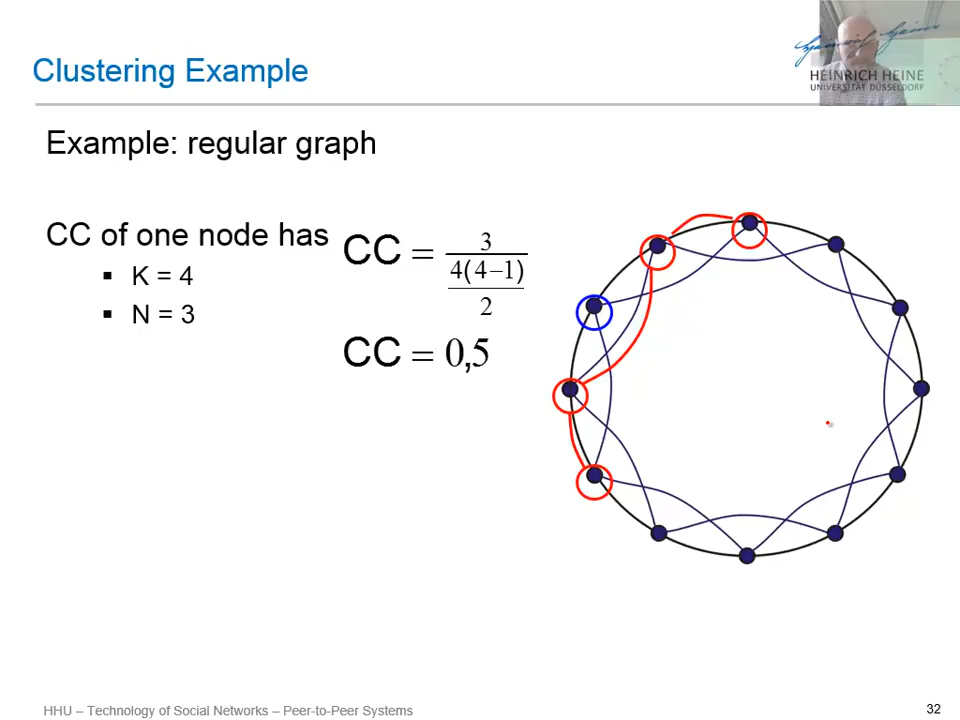 Clustering Example
HEINRICH HEINE
UNIVERSITÄT DÜSSELDORF
Example: regular graph
CC of one node has
▪ K = 4
▪ N = 3
CC = 3 / (4(4−1) / 2)
CC = 0,5
HHU – Technology of Social Networks – Peer-to-Peer Systems
32